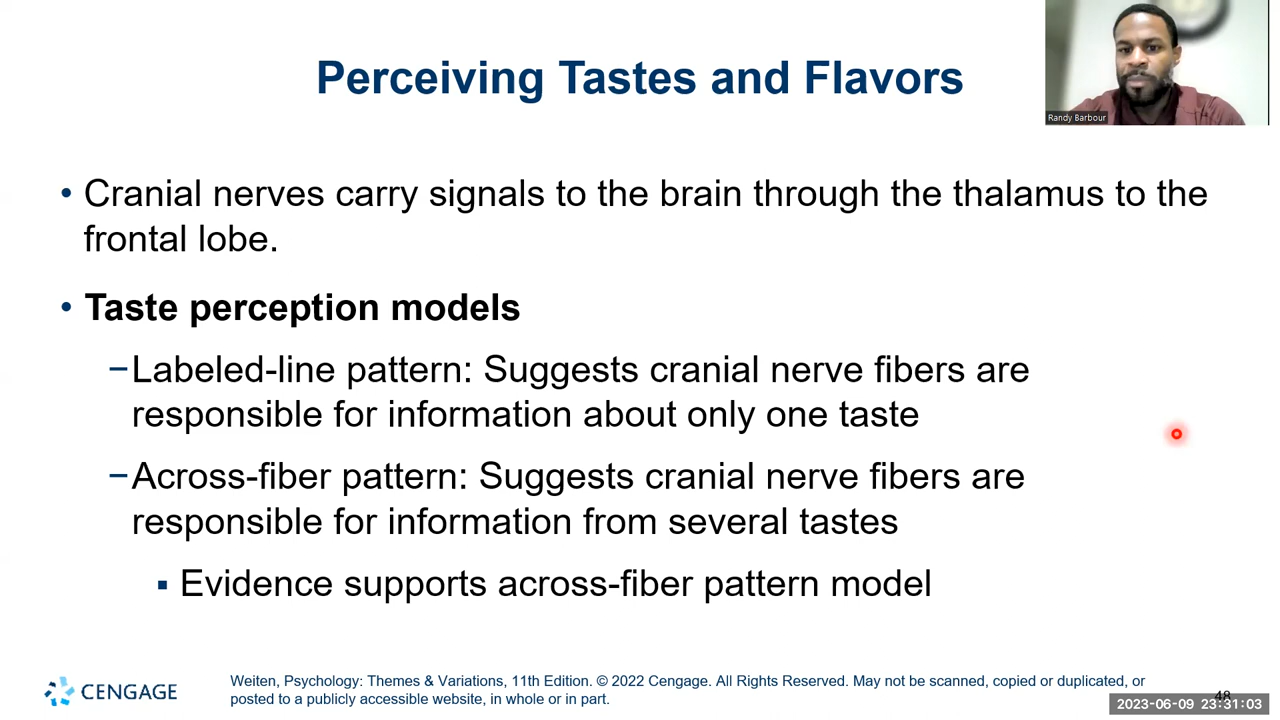 Perceiving Tastes and Flavors
Randy Barbour
• Cranial nerves carry signals to the brain through the thalamus to the
frontal lobe.
• Taste perception models
–Labeled-line pattern: Suggests cranial nerve fibers are
responsible for information about only one taste
–Across-fiber pattern: Suggests cranial nerve fibers are
responsible for information from several tastes
▪ Evidence supports across-fiber pattern model
CENGAGE
Weiten, Psychology: Themes & Variations, 11th Edition. © 2022 Cengage. All Rights Reserved. May not be scanned, copied or duplicated, or
posted to a publicly accessible website, in whole or in part.
48
2023-06-09 23:31:03